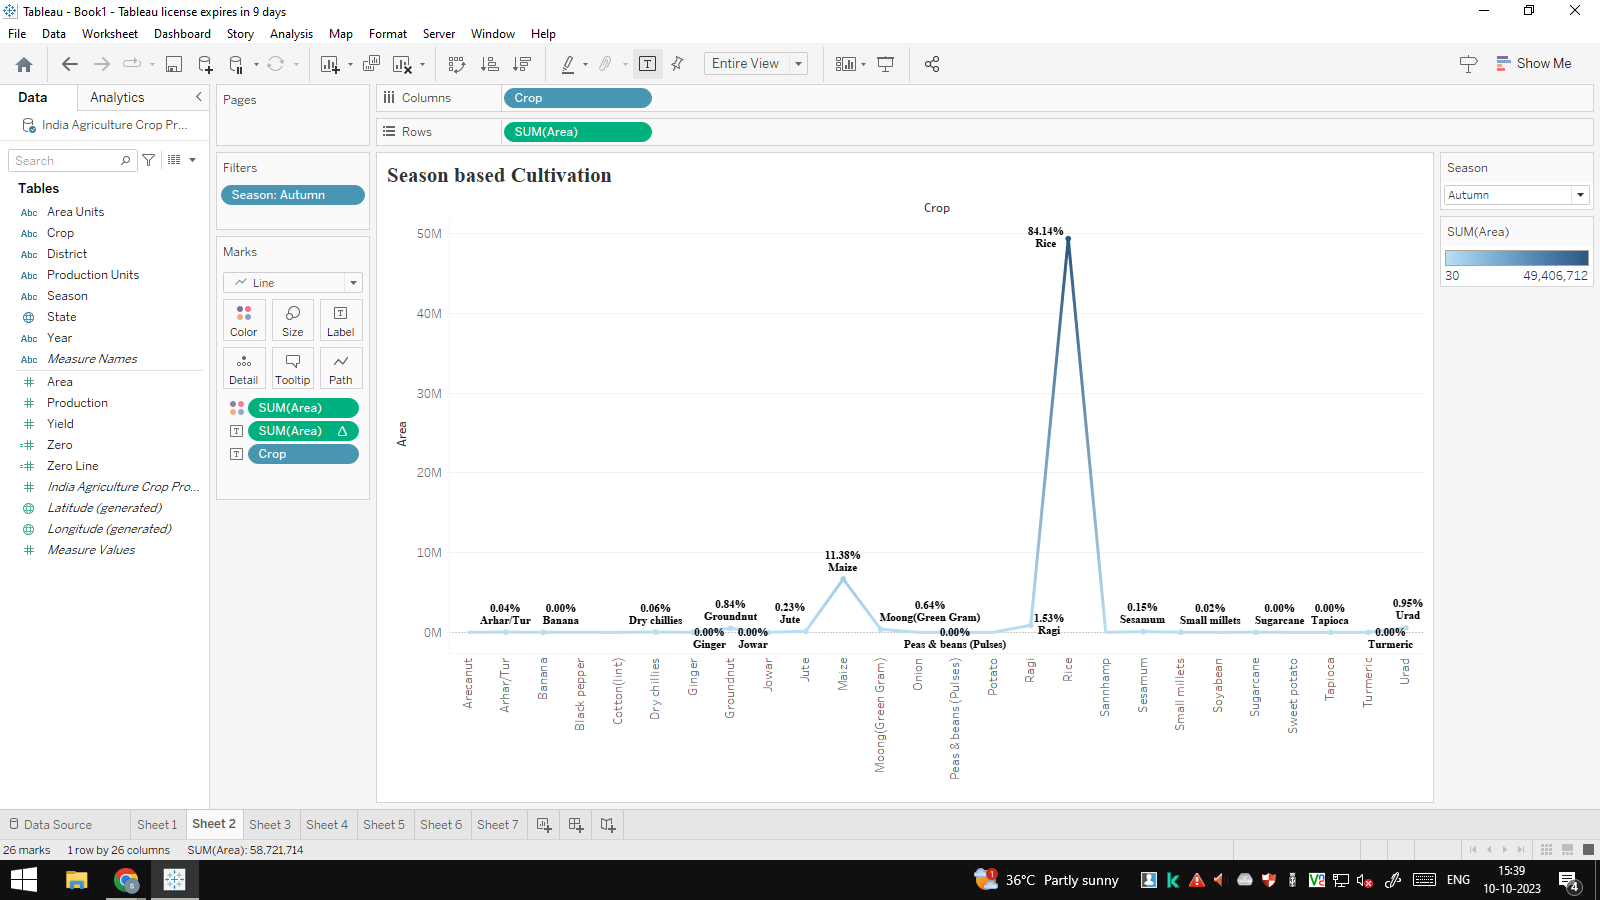 Tableau - Book1 - Tableau license expires in 9 days
File Data Worksheet Dashboard Story Analysis Map Format Server Window Help
Entire View
Show Me
Data Analytics
India Agriculture Crop Pr...
Search
Tables
Abc Area Units
Abc Crop
Abc District
Abc Production Units
Abc Season
State
Abc Year
Abc Measure Names
# Area
# Production
# Yield
=# Zero
=# Zero Line
# India Agriculture Crop Pro...
Latitude (generated)
Longitude (generated)
# Measure Values
Pages
Filters
Season: Autumn
Marks
Line
Color Size Label
Detail Tooltip Path
SUM(Area)
SUM(Area) △
Crop
Columns Crop
Rows SUM(Area)
Season based Cultivation
Crop
50M
40M
30M
20M
10M
0M
Area
84.14%
Rice
11.38%
Maize
0.04%
Arhar/Tur
0.00%
Banana
0.06%
Dry chillies
0.84%
Groundnut
0.00%
Ginger
0.00%
Jowar
0.23%
Jute
0.64%
Moong(Green Gram)
0.00%
Peas & beans (Pulses)
1.53%
Ragi
0.15%
Sesamum
0.02%
Small millets
0.00%
Sugarcane
0.00%
Tapioca
0.95%
Urad
0.00%
Turmeric
Arecanut
Arhar/Tur
Banana
Black pepper
Cotton(lint)
Dry chillies
Ginger
Groundnut
Jowar
Jute
Maize
Moong(Green Gram)
Onion
Peas & beans (Pulses)
Potato
Ragi
Rice
Sannhamp
Sesamum
Small millets
Soyabean
Sugarcane
Sweet potato
Tapioca
Turmeric
Urad
Season
Autumn
SUM(Area)
30 49,406,712
Data Source Sheet 1 Sheet 2 Sheet 3 Sheet 4 Sheet 5 Sheet 6 Sheet 7
26 marks 1 row by 26 columns SUM(Area): 58,721,714
36°C Partly sunny
ENG
15:39
10-10-2023
4